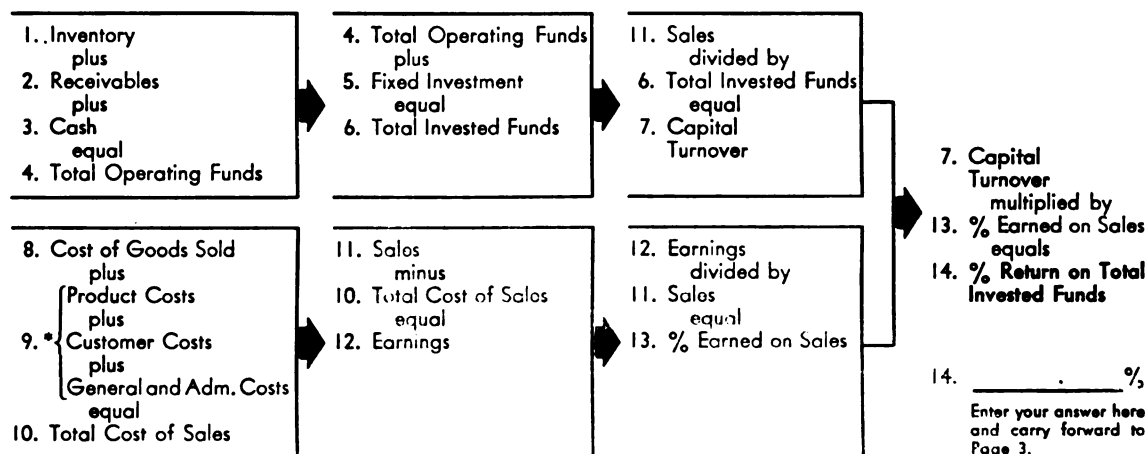 1. Inventory
plus
2. Receivables
plus
3. Cash
equal
4. Total Operating Funds
4. Total Operating Funds
plus
5. Fixed Investment
equal
6. Total Invested Funds
11. Sales
divided by
6. Total Invested Funds
equal
7. Capital
Turnover
8. Cost of Goods Sold
plus
Product Costs
plus
9. * Customer Costs
plus
General and Adm. Costs
equal
10. Total Cost of Sales
11. Sales
minus
10. Total Cost of Sales
equal
12. Earnings
12. Earnings
divided by
11. Sales
equal
13. % Earned on Sales
7. Capital
Turnover
multiplied by
13. % Earned on Sales
equals
14. % Return on Total
Invested Funds
14. ______.______%
Enter your answer here
and carry forward to
Page 3.